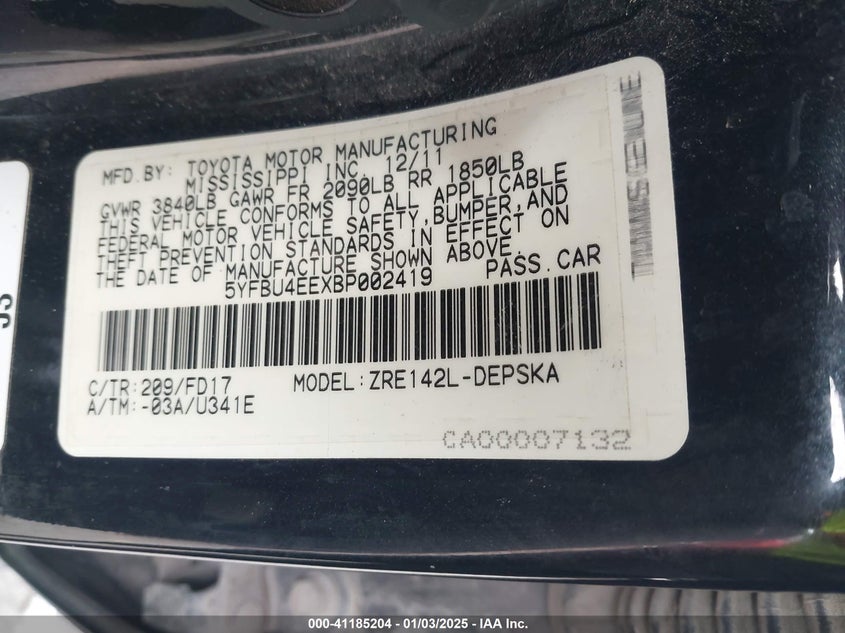 MFD.BY: TOYOTA MOTOR MANUFACTURING
MISSISSIPPI INC. 12/11
GVWR 3840LB GAWR FR 2090LB RR 1850LB
THIS VEHICLE CONFORMS TO ALL APPLICABLE
FEDERAL MOTOR VEHICLE SAFETY,BUMPER,AND
THEFT PREVENTION STANDARDS IN EFFECT ON
THE DATE OF MANUFACTURE SHOWN ABOVE.
5YFBU4EEXBP002419 PASS.CAR
C/TR:209/FD17 MODEL:ZRE142L-DEPSKA
A/TM:-03A/U341E
CA00007132
000-41185204 - 01/03/2025 - IAA Inc.